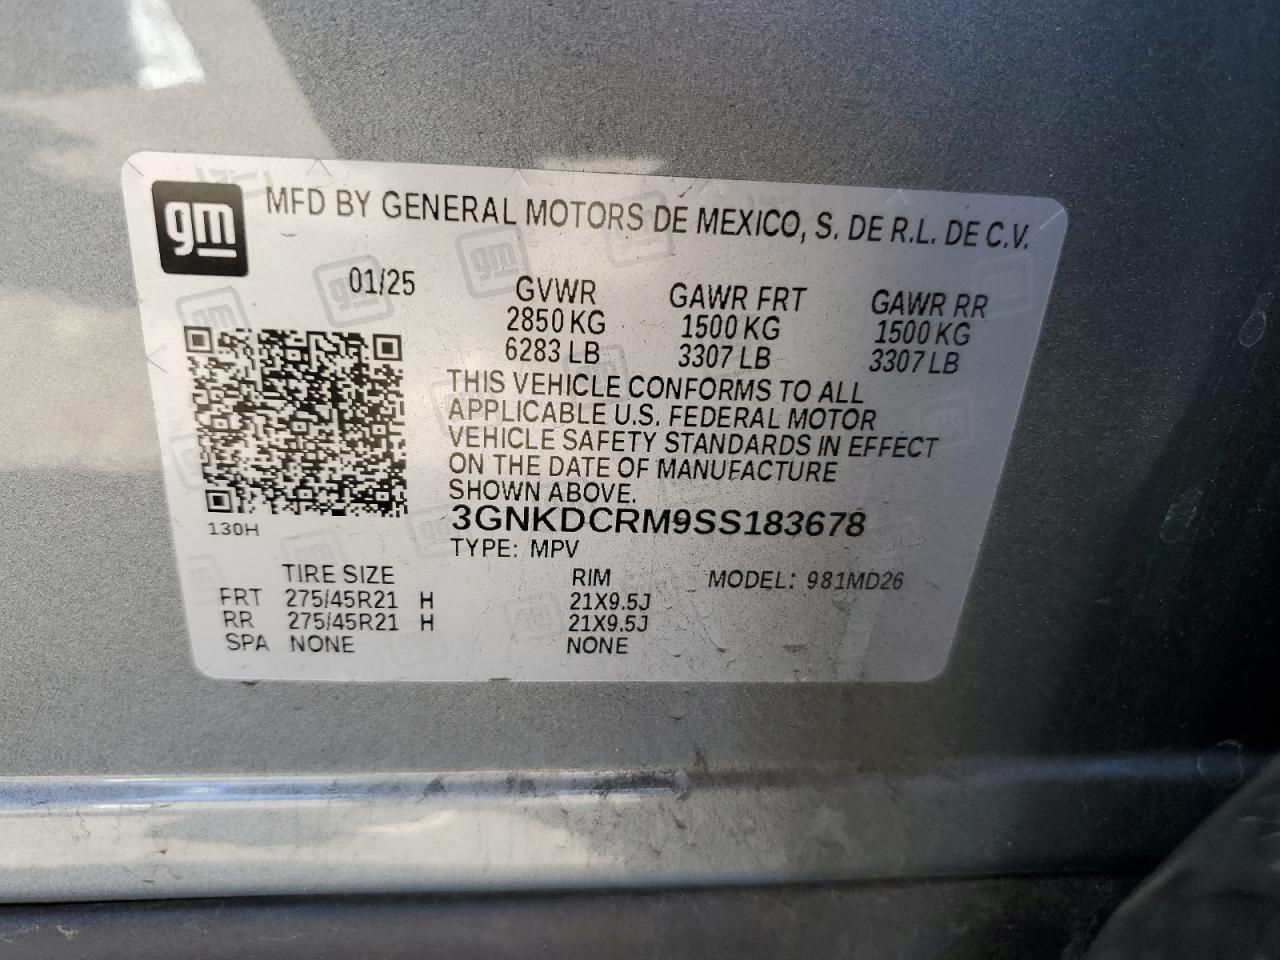 gm
MFD BY GENERAL MOTORS DE MEXICO, S. DE R.L. DE C.V.
01/25
GVWR GAWR FRT GAWR RR
2850 KG 1500 KG 1500 KG
6283 LB 3307 LB 3307 LB
THIS VEHICLE CONFORMS TO ALL
APPLICABLE U.S. FEDERAL MOTOR
VEHICLE SAFETY STANDARDS IN EFFECT
ON THE DATE OF MANUFACTURE
SHOWN ABOVE.
130H
3GNKDCRM9SS183678
TYPE: MPV
TIRE SIZE RIM MODEL: 981MD26
FRT 275/45R21 H 21X9.5J
RR 275/45R21 H 21X9.5J
SPA NONE NONE